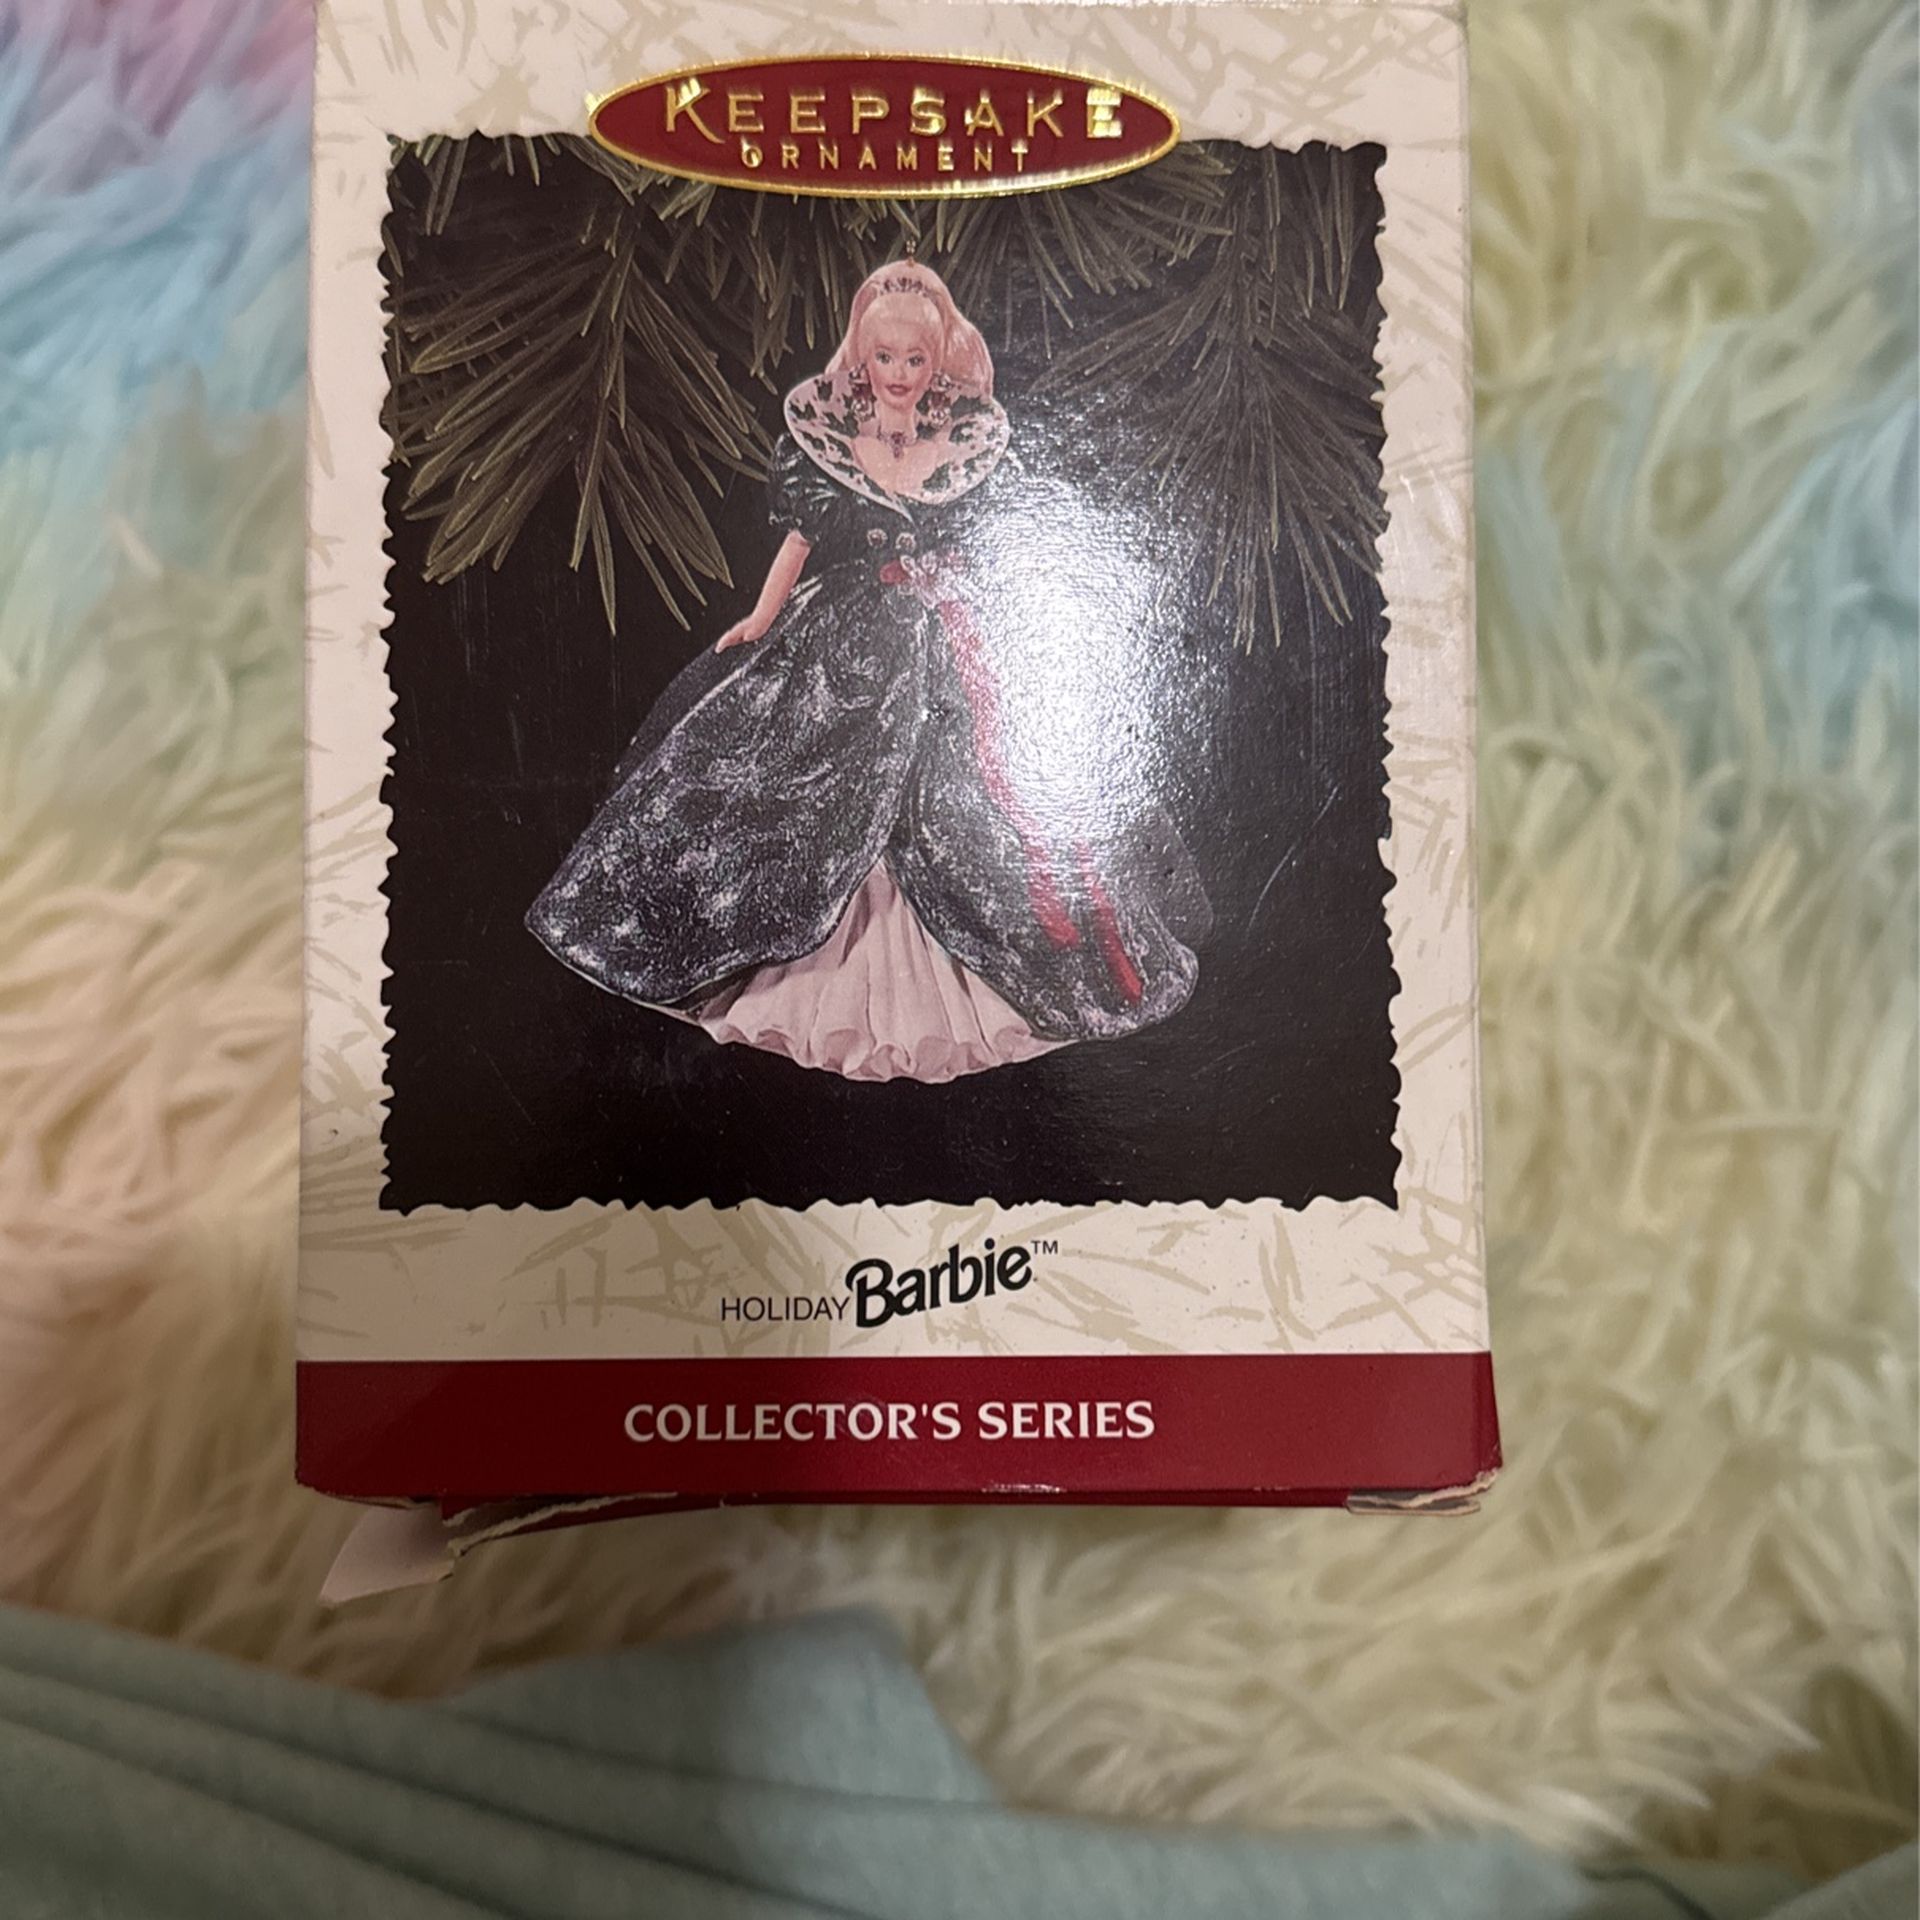 KEEPSAKE
ORNAMENT
HOLIDAY Barbie™
COLLECTOR'S SERIES